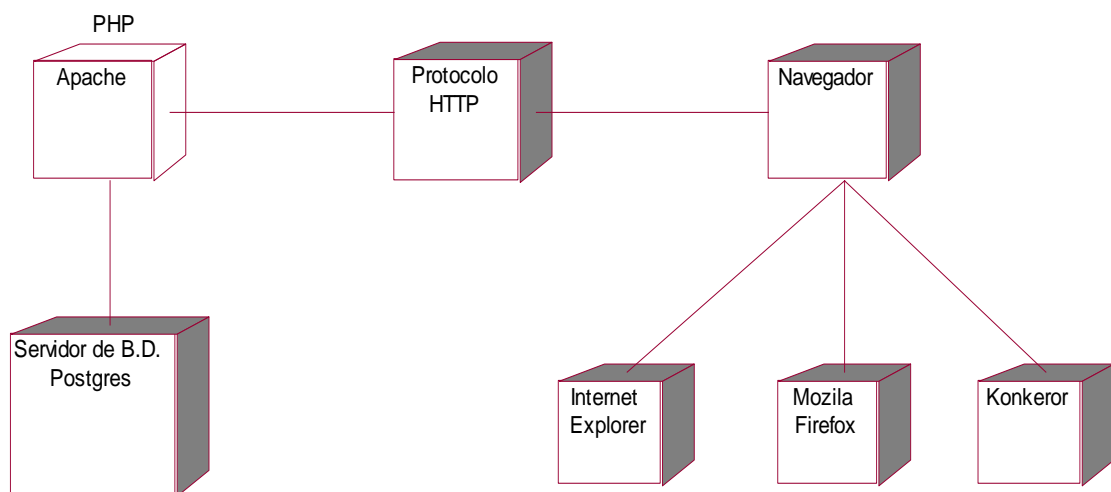 PHP
Apache
Protocolo
HTTP
Navegador
Servidor de B.D.
Postgres
Internet
Explorer
Mozila
Firefox
Konkeror